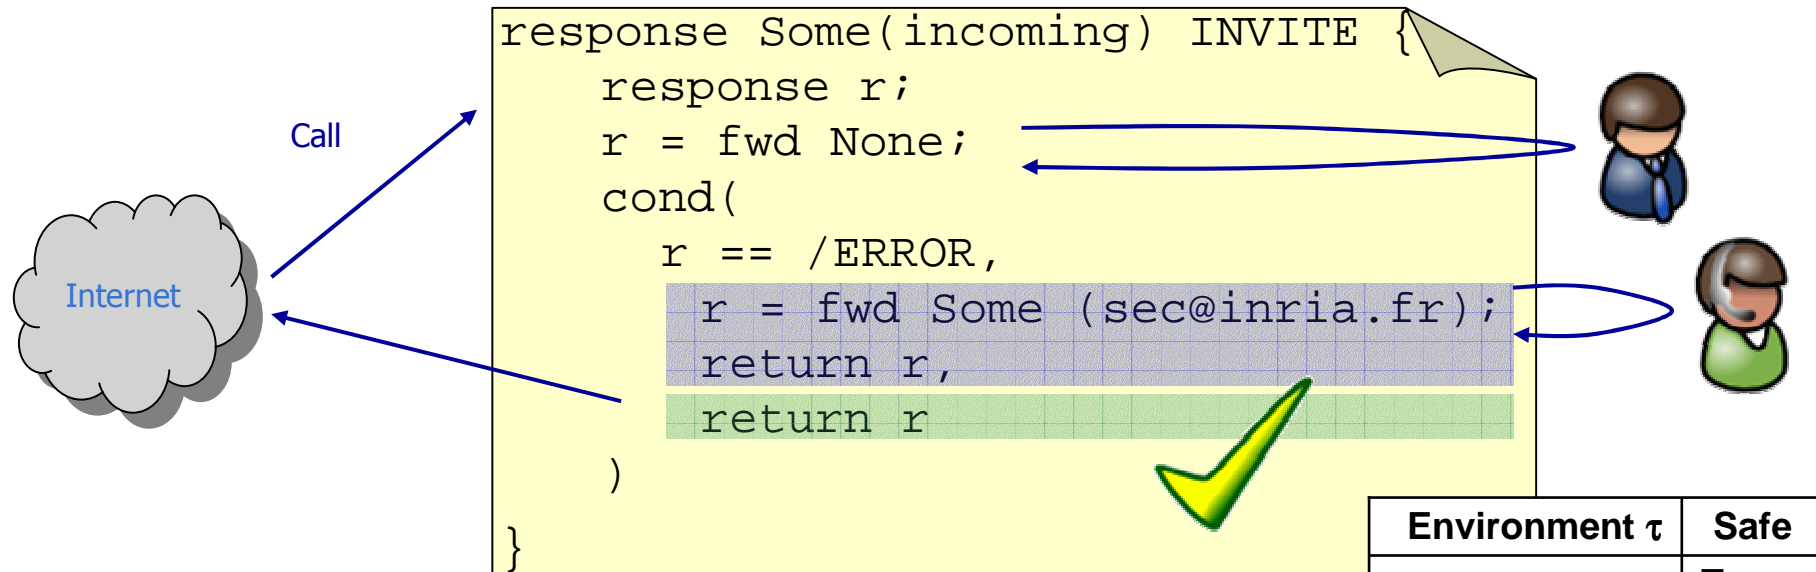 response Some(incoming) INVITE {
response r;
Call
r = fwd None;
cond(
r == /ERROR,
Internet
r = fwd Some (sec@inria.fr);
return r,
return r
)
}
Environment τ Safe